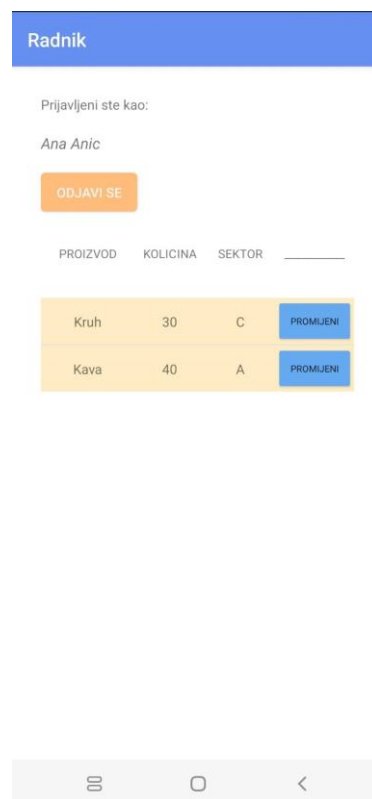 Radnik
Prijavljeni ste kao:
Ana Anic
ODJAVI SE
PROIZVOD KOLICINA SEKTOR
Kruh 30 C PROMIJENI
Kava 40 A PROMIJENI